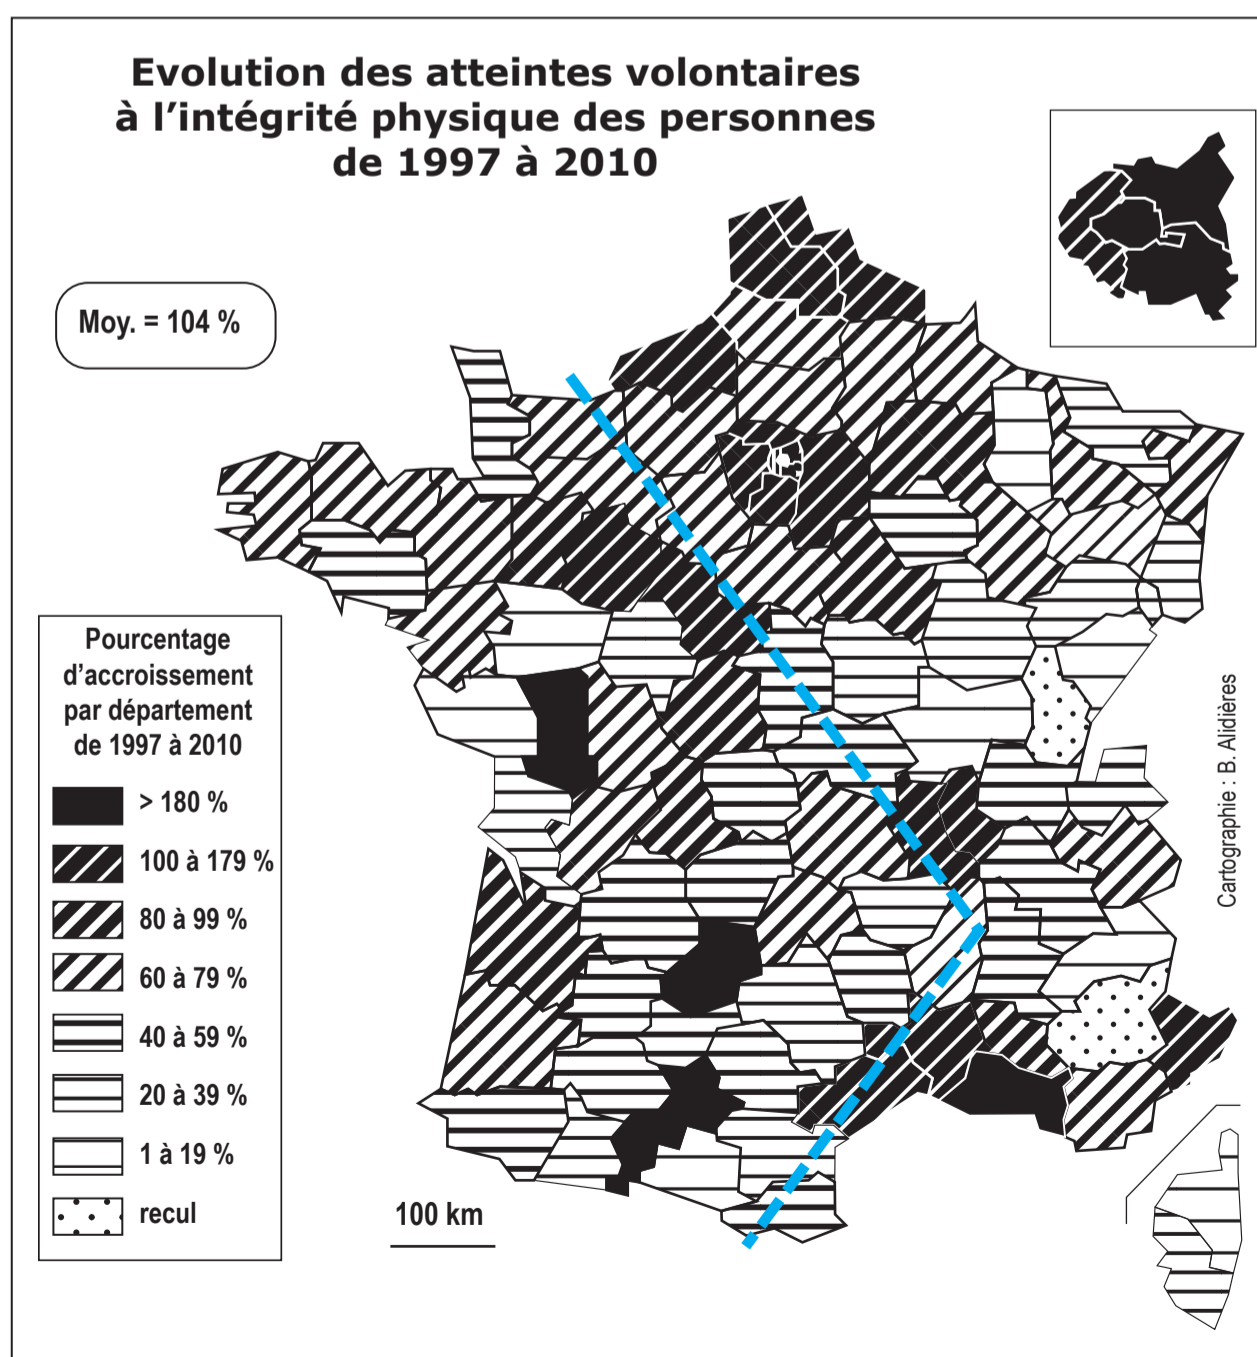 Evolution des atteintes volontaires
à l’intégrité physique des personnes
de 1997 à 2010
Moy. = 104 %
Pourcentage
d’accroissement
par département
de 1997 à 2010
> 180 %
100 à 179 %
80 à 99 %
60 à 79 %
40 à 59 %
20 à 39 %
1 à 19 %
recul
100 km
Cartographie : B. Alidières